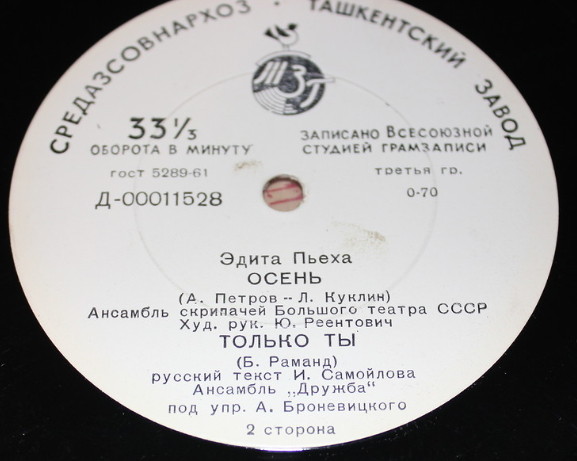 СРЕДАЗСОВНАРХОЗ · ТАШКЕНТСКИЙ ЗАВОД
ТЗГ
33⅓
ОБОРОТА В МИНУТУ
ГОСТ 5289-61
Д-00011528
ЗАПИСАНО ВСЕСОЮЗНОЙ
СТУДИЕЙ ГРАМЗАПИСИ
третья гр.
0-70
Эдита Пьеха
ОСЕНЬ
(А. Петров -- Л. Куклин)
Ансамбль скрипачей Большого театра СССР
Худ. рук. Ю. Реентович
ТОЛЬКО ТЫ
(Б. Раманд)
русский текст И. Самойлова
Ансамбль „Дружба"
под упр. А. Броневицкого
2 сторона